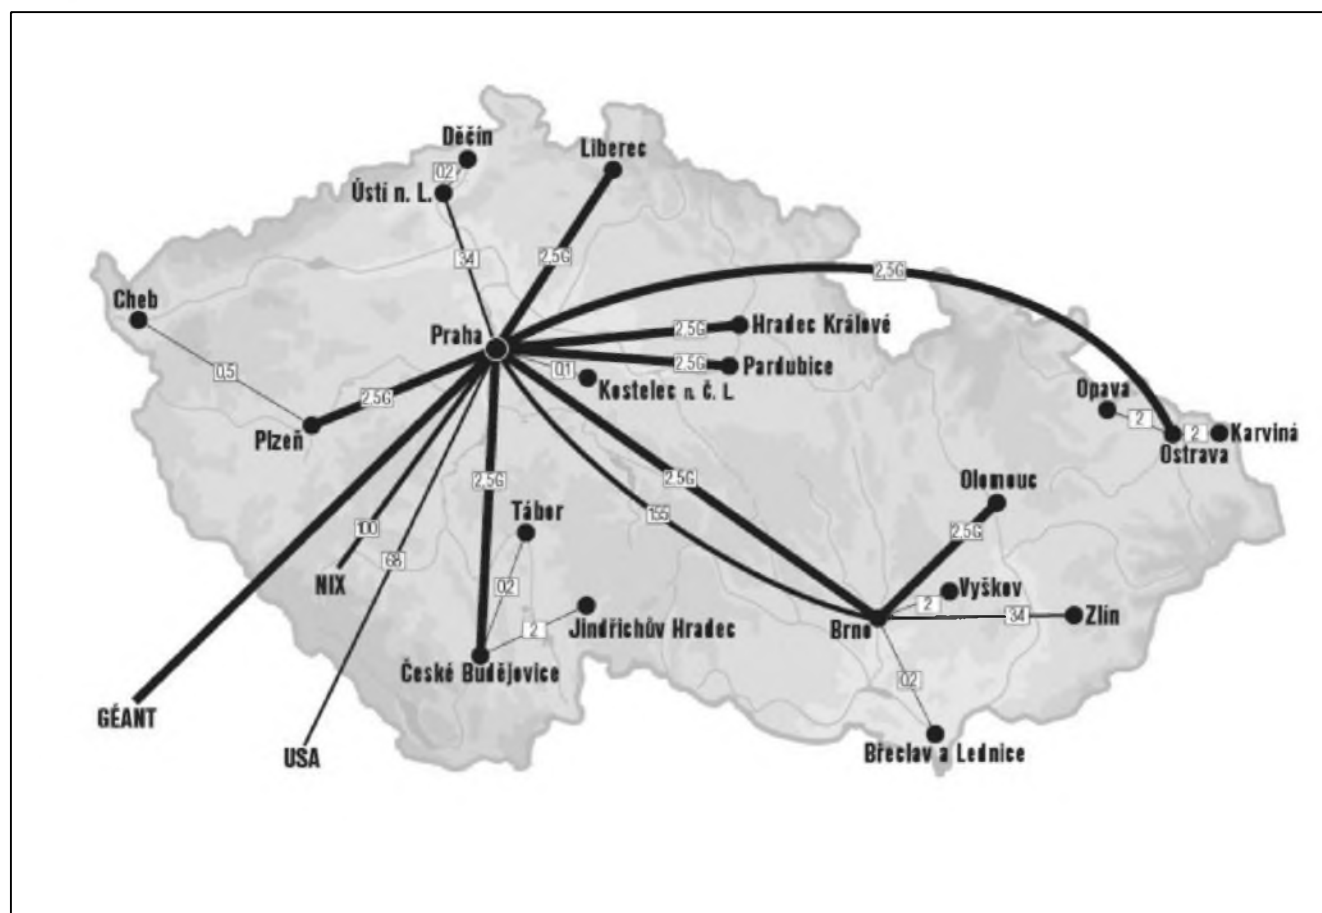 Děčín
Liberec
02
Ústí n. L.
34
2,5G
2,5G
Cheb
Praha
2,5G
Hradec Králové
2,5G
Pardubice
0,1
Kostelec n. Č. L.
0,5
2,5G
Plzeň
Opava
2
2
Karviná
Ostrava
2,5G
2,5G
Olomouc
155
Tábor
100
2,5G
68
NIX
02
Vyškov
2
Jindřichův Hradec
2
34
Zlín
Brno
České Budějovice
02
GÉANT
USA
Břeclav a Lednice